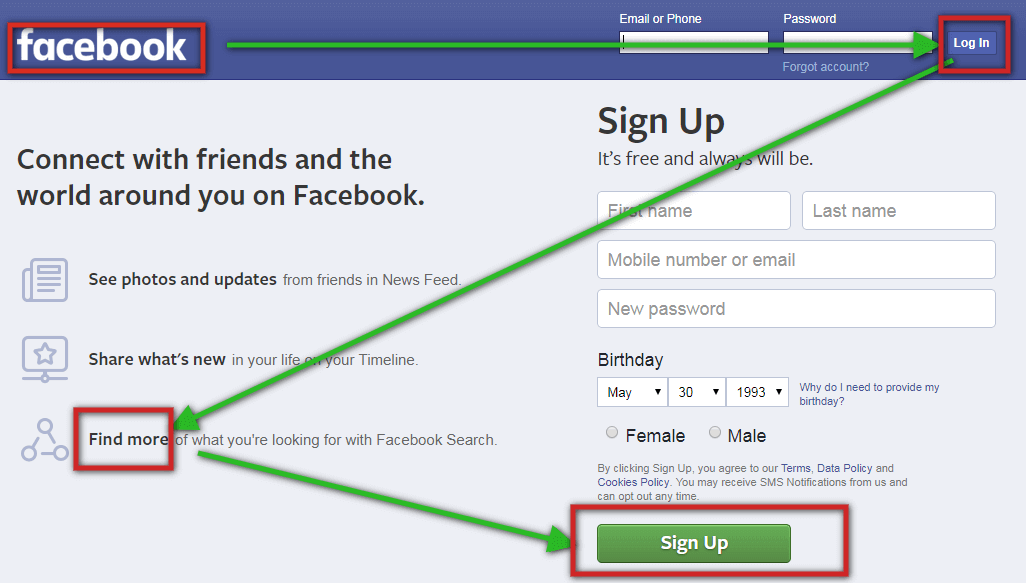 facebook
Email or Phone
Password
Log In
Forgot account?
Connect with friends and the
world around you on Facebook.
See photos and updates from friends in News Feed.
Share what's new in your life on your Timeline.
Find more of what you're looking for with Facebook Search.
Sign Up
It's free and always will be.
First name
Last name
Mobile number or email
New password
Birthday
May 30 1993
Why do I need to provide my
birthday?
Female Male
By clicking Sign Up, you agree to our Terms, Data Policy and
Cookies Policy. You may receive SMS Notifications from us and
can opt out any time.
Sign Up